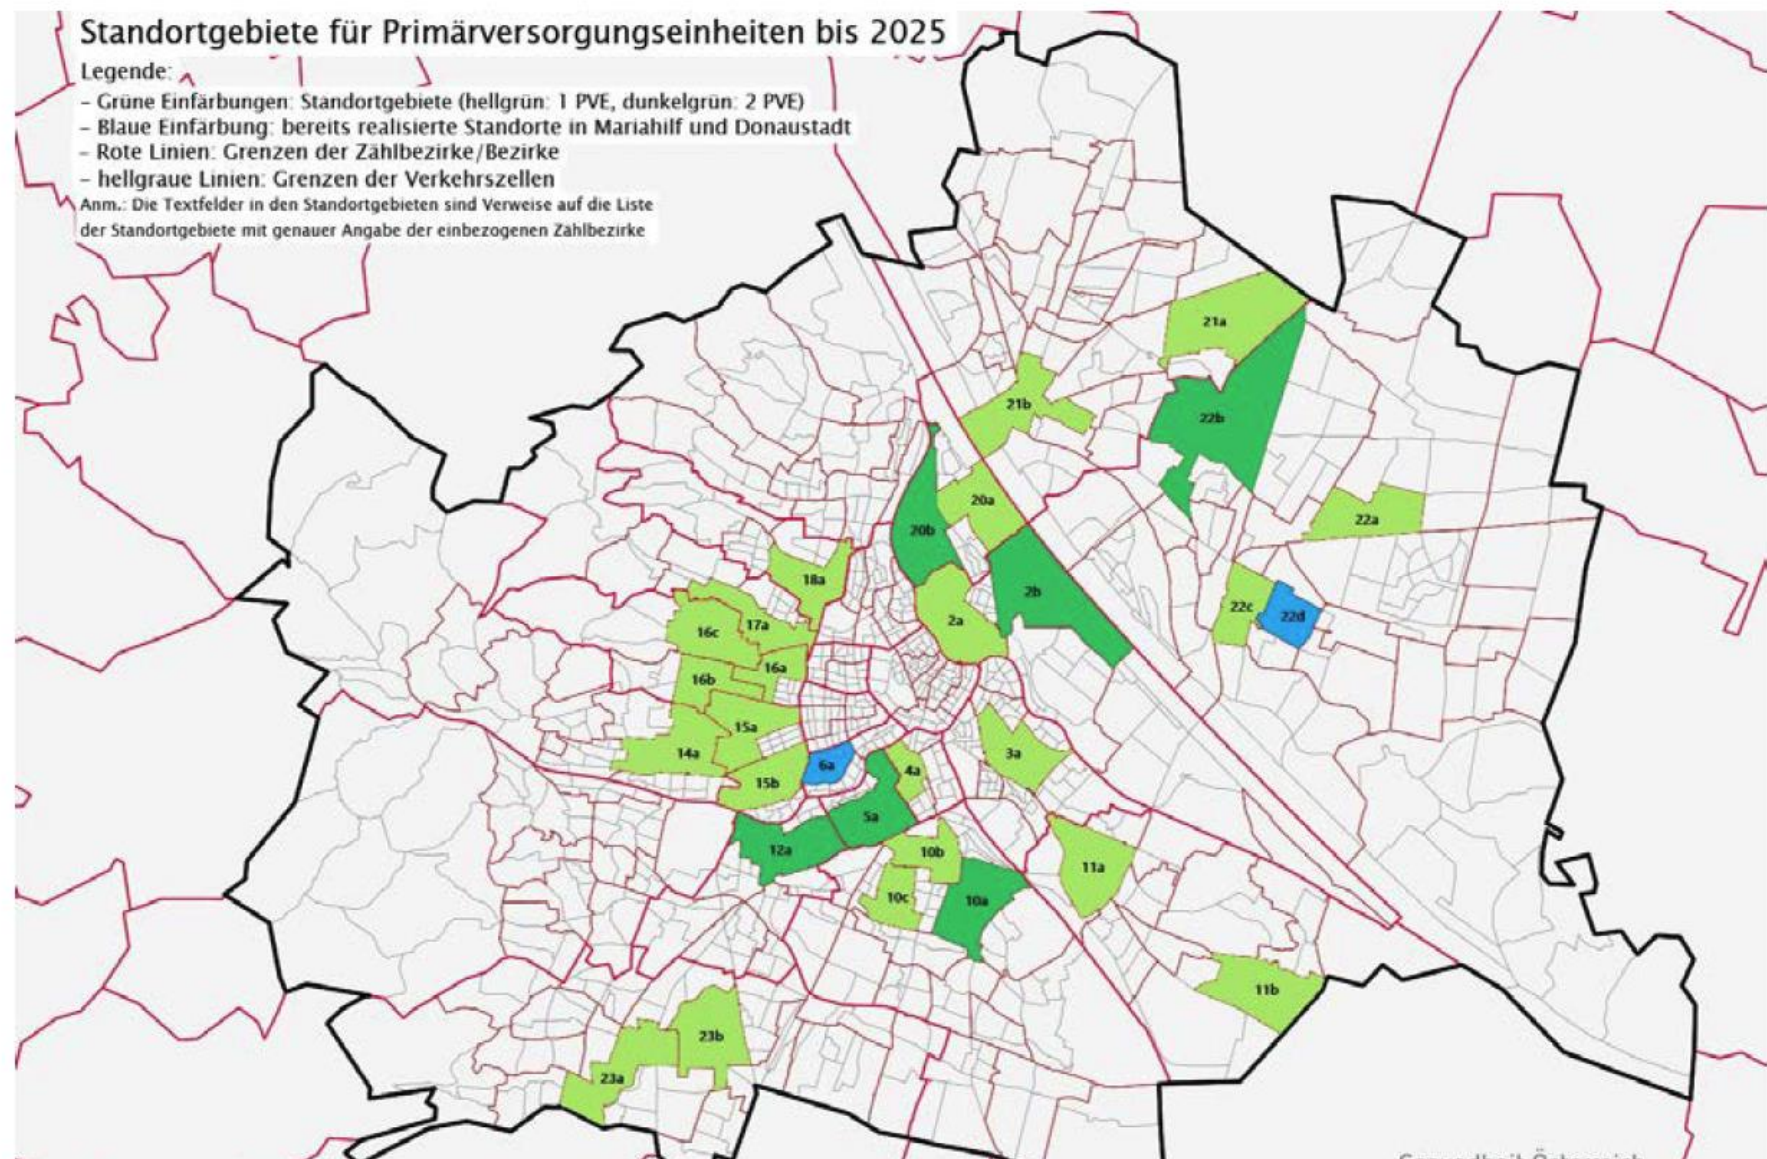 Standortgebiete für Primärversorgungseinheiten bis 2025
Legende:
- Grüne Einfärbungen: Standortgebiete (hellgrün: 1 PVE, dunkelgrün: 2 PVE)
- Blaue Einfärbung: bereits realisierte Standorte in Mariahilf und Donaustadt
- Rote Linien: Grenzen der Zählbezirke/Bezirke
- hellgraue Linien: Grenzen der Verkehrszellen
Anm.: Die Textfelder in den Standortgebieten sind Verweise auf die Liste
der Standortgebiete mit genauer Angabe der einbezogenen Zählbezirke
21a
21b
22b
20a
22a
20b
18a
2b
22c
22d
2a
17a
16c
16a
16b
15a
14a
3a
6a
4a
15b
5a
12a
10b
11a
10c
10a
11b
23b
23a
Gesundheit Österreich